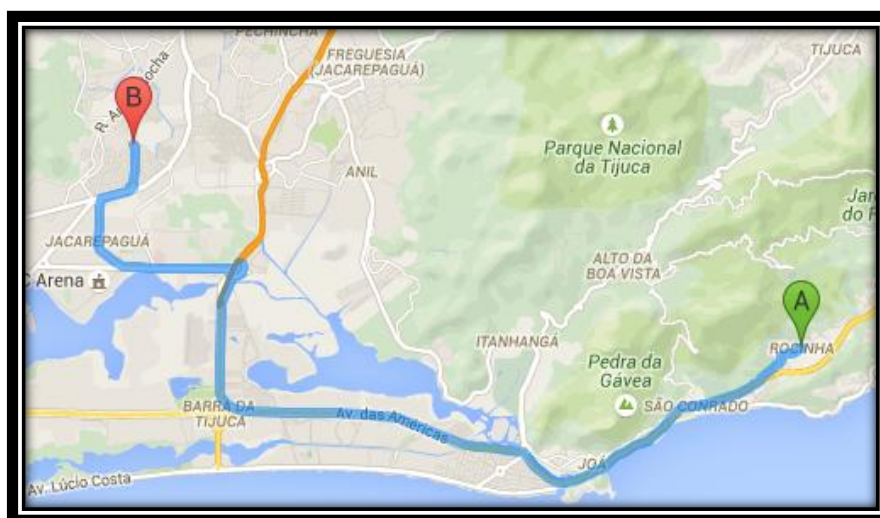 PECHINCHA
FREGUESIA
(JACAREPAGUÁ)
TIJUCA
B
Parque Nacional
da Tijuca
ANIL
JACAREPAGUÁ
ALTO DA
BOA VISTA
Arena
A
ITANHANGÁ
ROCINHA
Pedra da
Gávea
SÃO CONRADO
BARRA DA
TIJUCA
Av. das Américas
JOÁ
Av. Lúcio Costa